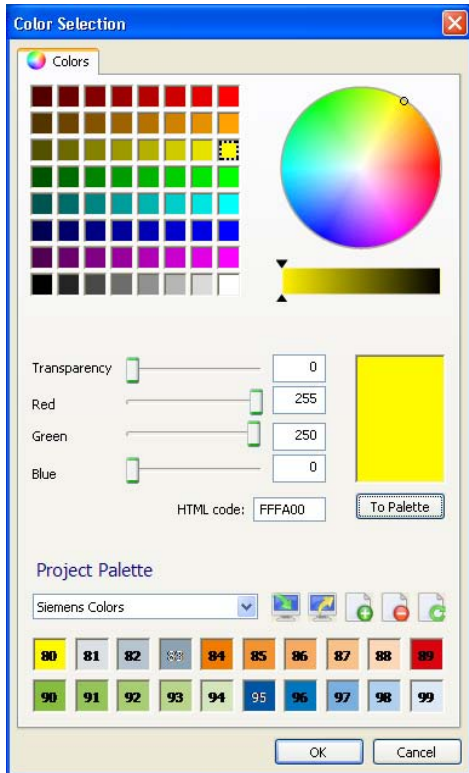 Color Selection
Colors
Transparency 0
Red 255
Green 250
Blue 0
HTML code: FFFA00 To Palette
Project Palette
Siemens Colors
80 81 82 83 84 85 86 87 88 89
90 91 92 93 94 95 96 97 98 99
OK Cancel